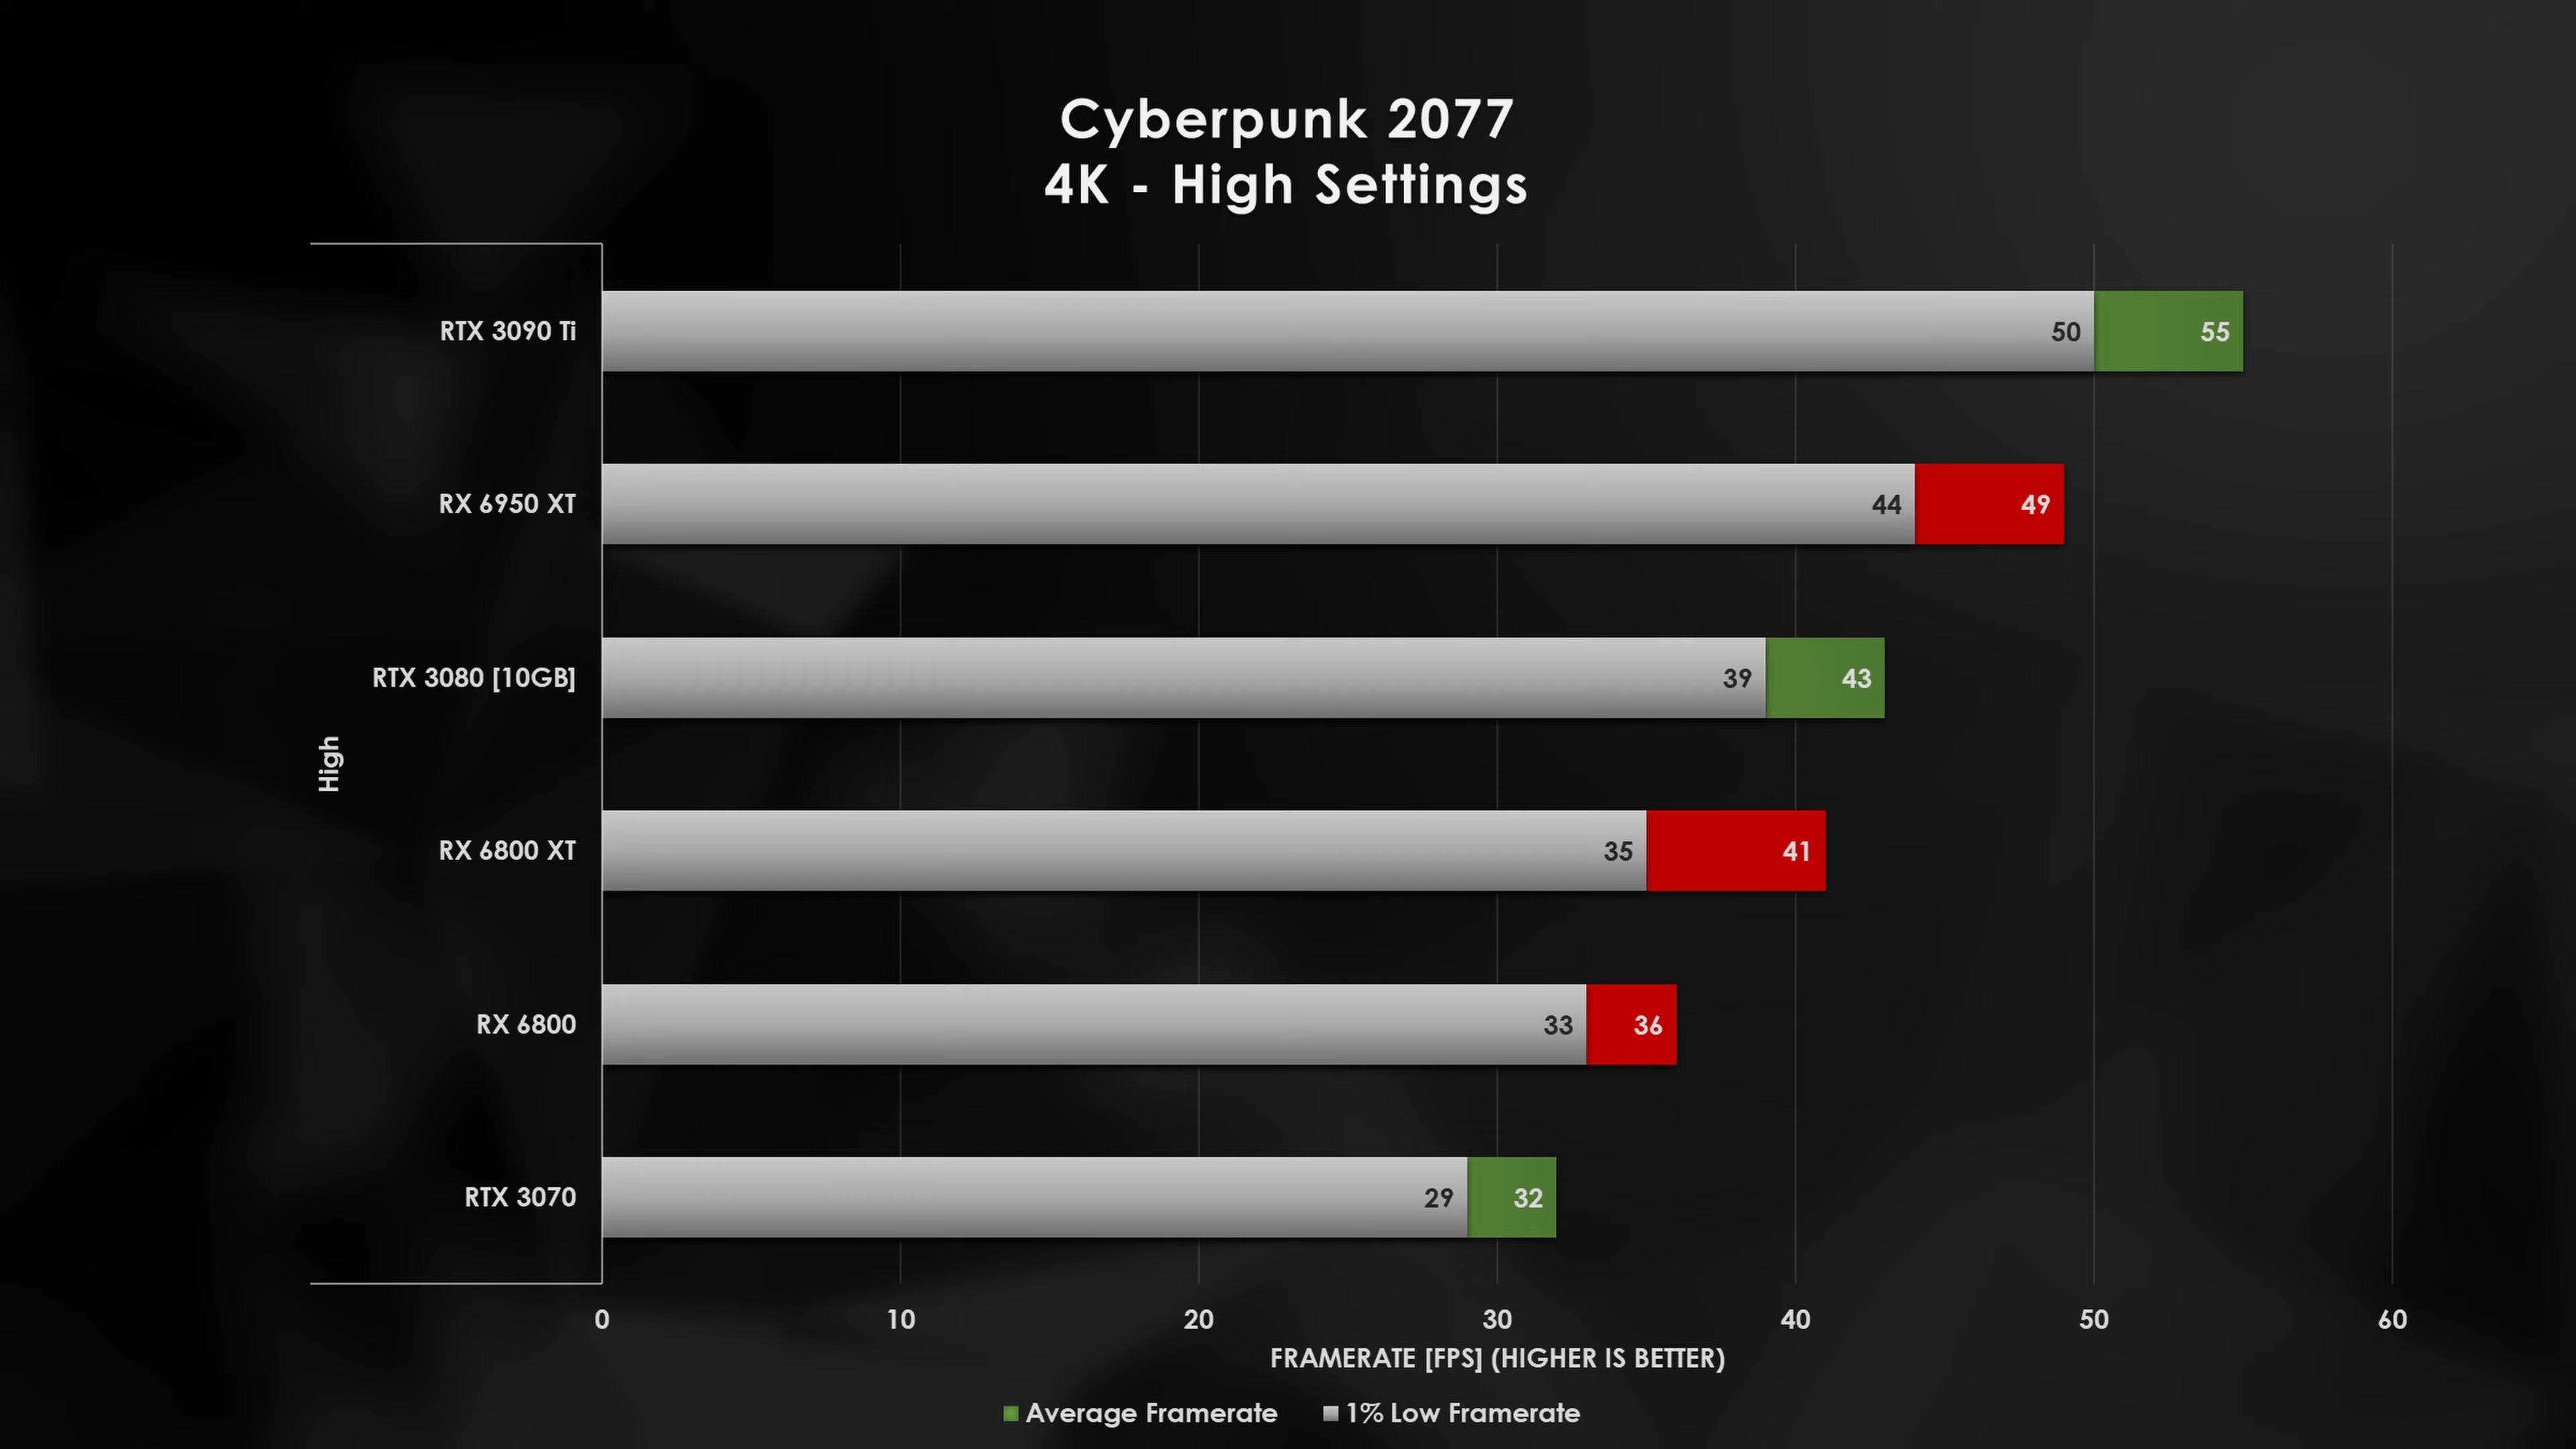 Cyberpunk 2077
4K - High Settings
High
RTX 3090 Ti
50
55
RX 6950 XT
44
49
RTX 3080 [10GB]
39
43
RX 6800 XT
35
41
RX 6800
33
36
RTX 3070
29
32
0 10 20 30 40 50 60
FRAMERATE [FPS] (HIGHER IS BETTER)
Average Framerate 1% Low Framerate